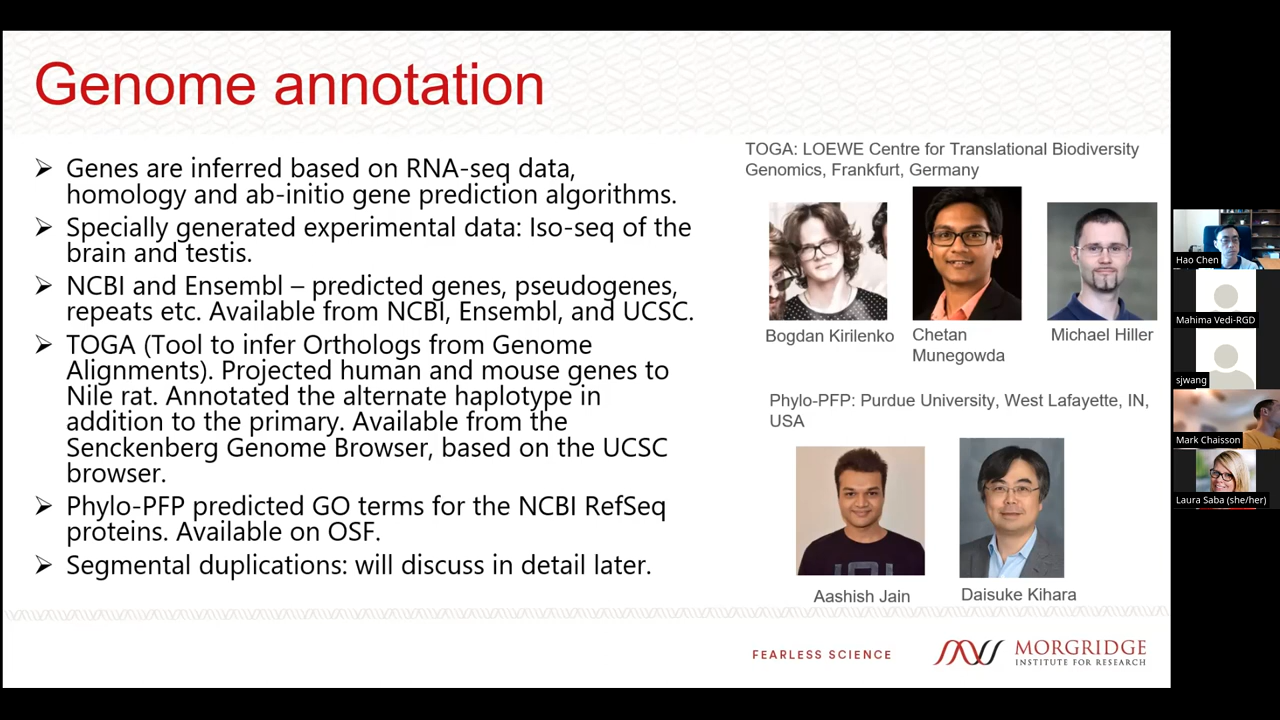 Genome annotation
➢ Genes are inferred based on RNA-seq data,
homology and ab-initio gene prediction algorithms.
➢ Specially generated experimental data: Iso-seq of the
brain and testis.
➢ NCBI and Ensembl – predicted genes, pseudogenes,
repeats etc. Available from NCBI, Ensembl, and UCSC.
➢ TOGA (Tool to infer Orthologs from Genome
Alignments). Projected human and mouse genes to
Nile rat. Annotated the alternate haplotype in
addition to the primary. Available from the
Senckenberg Genome Browser, based on the UCSC
browser.
➢ Phylo-PFP predicted GO terms for the NCBI RefSeq
proteins. Available on OSF.
➢ Segmental duplications: will discuss in detail later.
TOGA: LOEWE Centre for Translational Biodiversity
Genomics, Frankfurt, Germany
Bogdan Kirilenko
Chetan
Munegowda
Michael Hiller
Phylo-PFP: Purdue University, West Lafayette, IN,
USA
Aashish Jain
Daisuke Kihara
FEARLESS SCIENCE
MORGRIDGE
INSTITUTE FOR RESEARCH
Hao Chen
Mahima Vedi-RGD
sjwang
Mark Chaisson
Laura Saba (she/her)